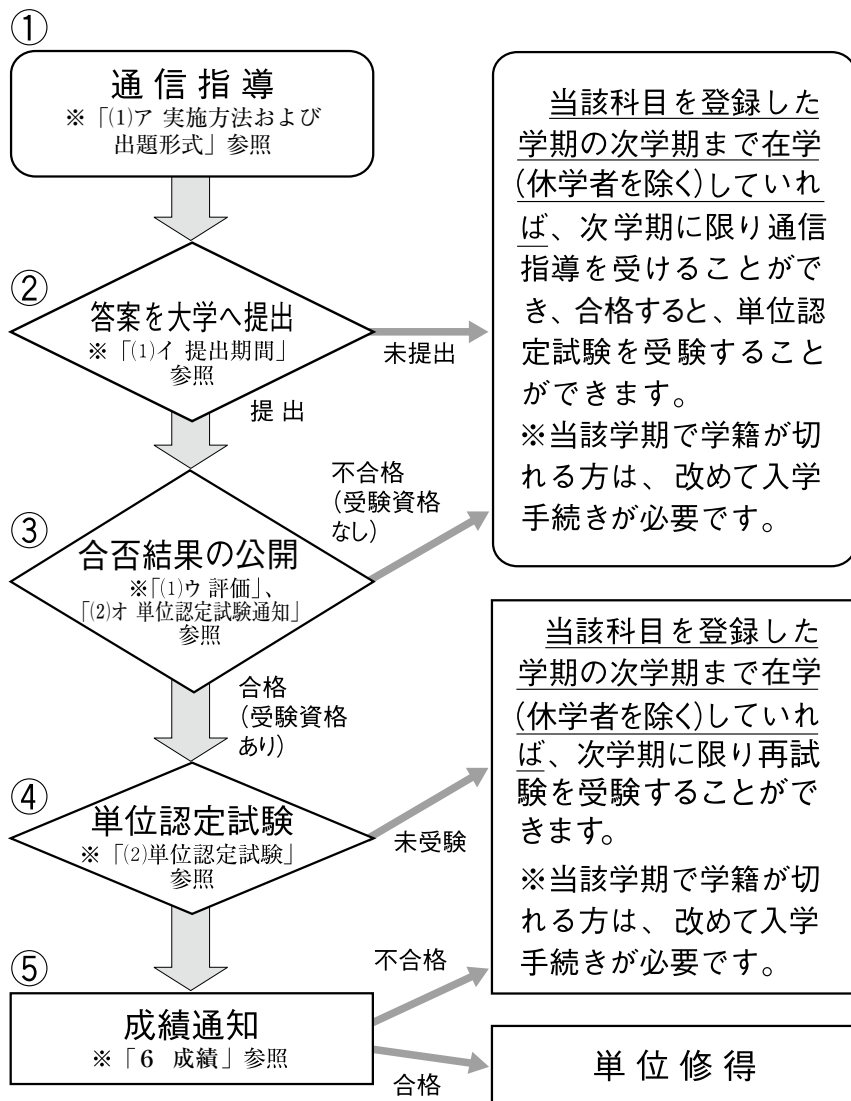 ①
通信指導
※「(1)ア 実施方法および
出題形式」参照
②
答案を大学へ提出
※「(1)イ 提出期間」
参照
未提出
提出
当該科目を登録した
学期の次学期まで在学
(休学者を除く)していれ
ば、次学期に限り通信
指導を受けることがで
き、合格すると、単位認
定試験を受験すること
ができます。
※当該学期で学籍が切
れる方は、改めて入学
手続きが必要です。
③
合否結果の公開
※「(1)ウ 評価」、
「(2)オ 単位認定試験通知」
参照
不合格
(受験資格
なし)
合格
(受験資格
あり)
④
単位認定試験
※「(2)単位認定試験」
参照
未受験
当該科目を登録した
学期の次学期まで在学
(休学者を除く)していれ
ば、次学期に限り再試
験を受験することがで
きます。
※当該学期で学籍が切
れる方は、改めて入学
手続きが必要です。
⑤
成績通知
※「6 成績」参照
不合格
合格
単位修得